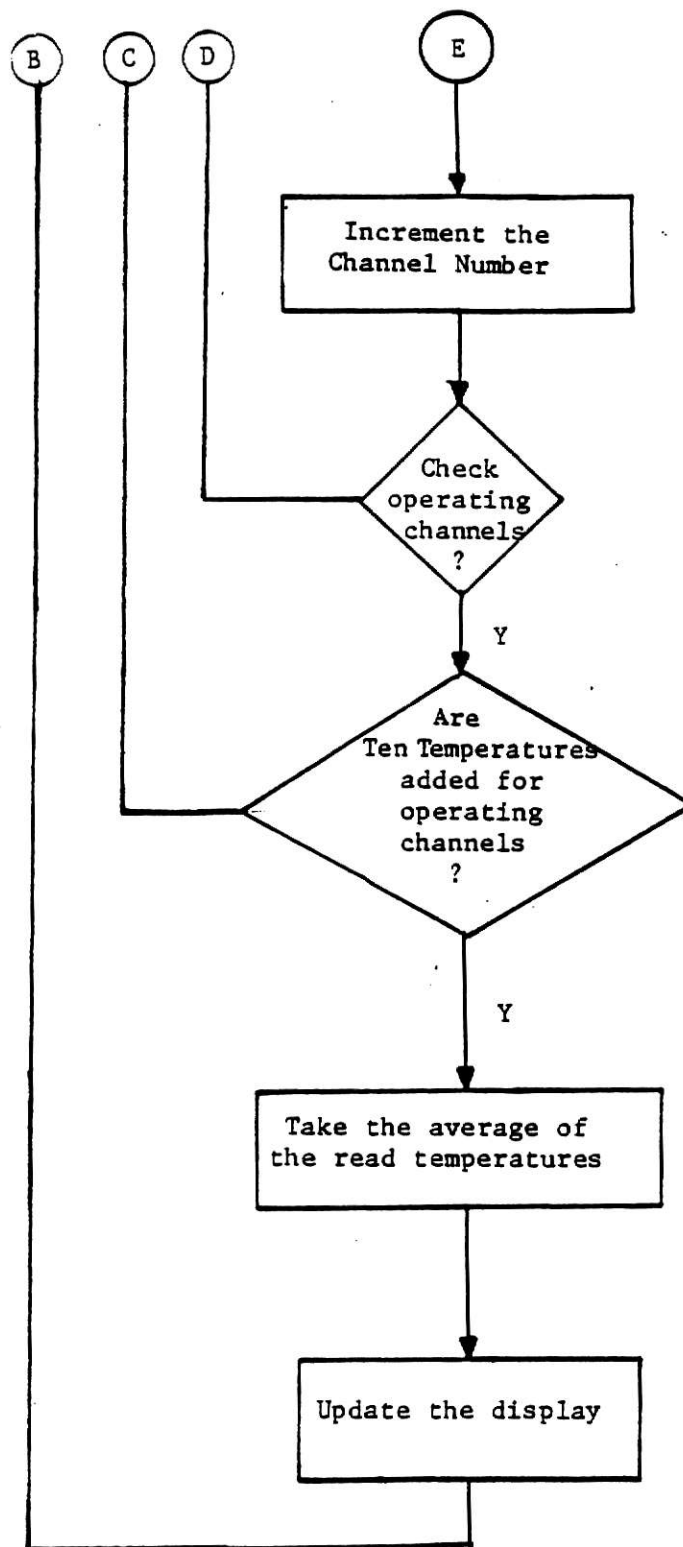 B
C
D
E
Increment the
Channel Number
Check
operating
channels
?
Y
Are
Ten Temperatures
added for
operating
channels
?
Y
Take the average of
the read temperatures
Update the display